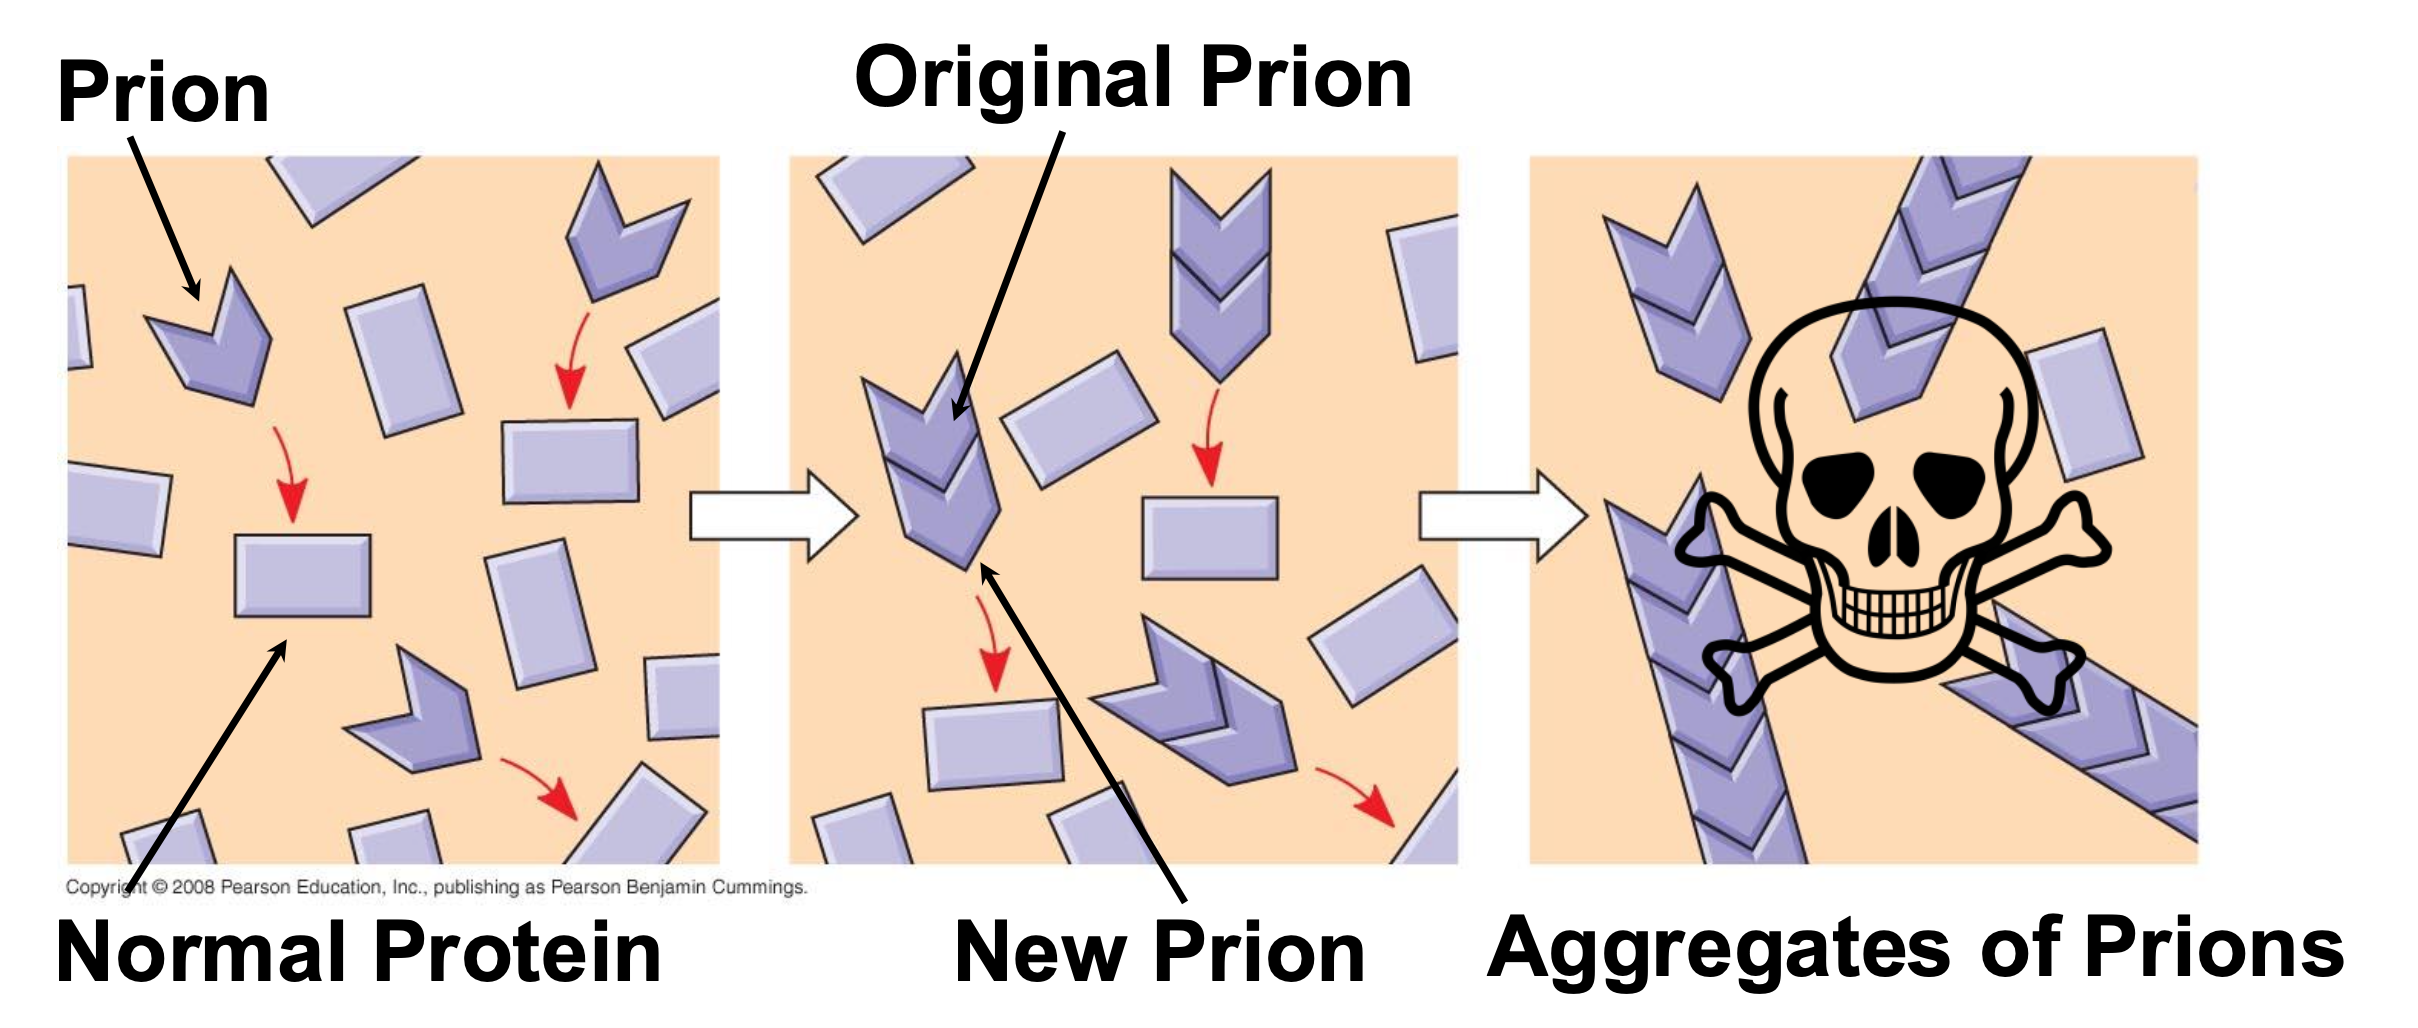 Prion
Original Prion
Copyright © 2008 Pearson Education, Inc., publishing as Pearson Benjamin Cummings.
Normal Protein
New Prion
Aggregates of Prions